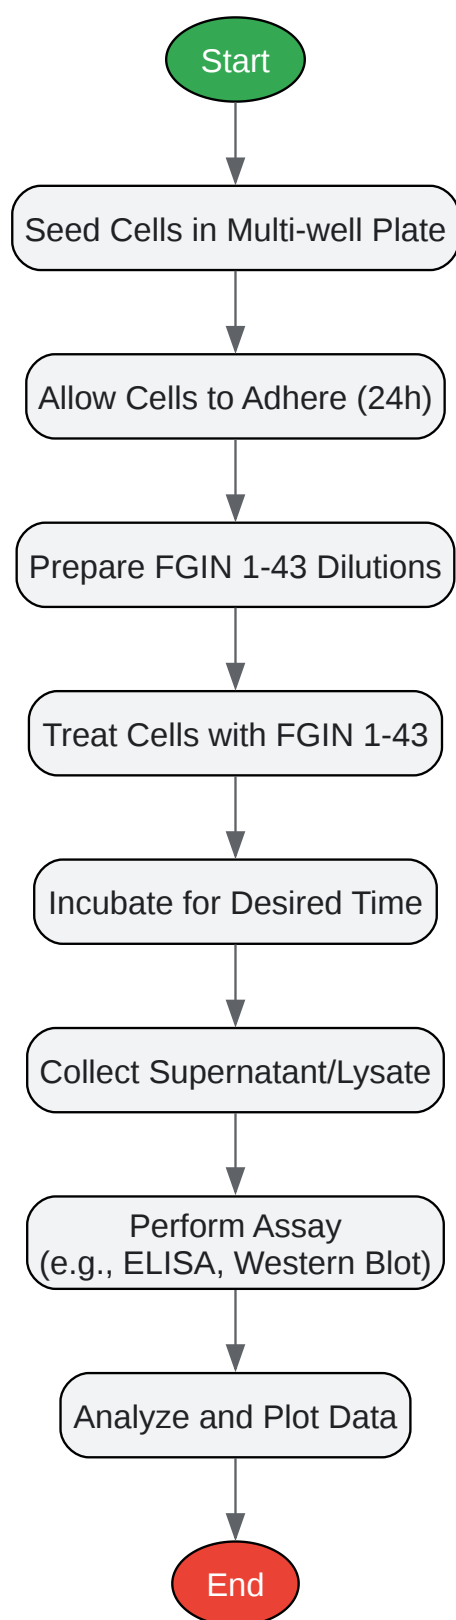 Start
Seed Cells in Multi-well Plate
Allow Cells to Adhere (24h)
Prepare FGIN 1-43 Dilutions
Treat Cells with FGIN 1-43
Incubate for Desired Time
Collect Supernatant/Lysate
Perform Assay
(e.g., ELISA, Western Blot)
Analyze and Plot Data
End